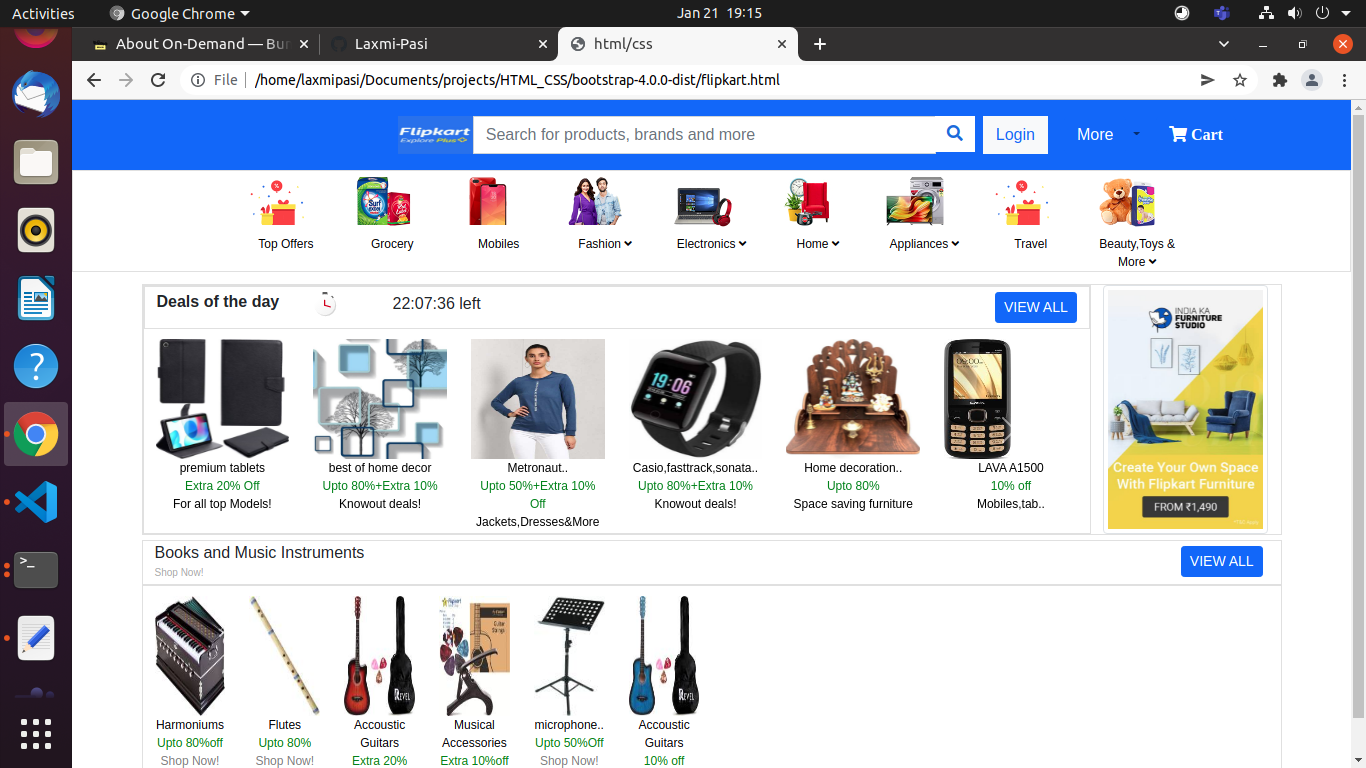 Activities
Google Chrome
Jan 21 19:15
About On-Demand — Bur
Laxmi-Pasi
html/css
File
/home/laxmipasi/Documents/projects/HTML_CSS/bootstrap-4.0.0-dist/flipkart.html
Flipkart
Explore Plus
Search for products, brands and more
Login
More
Cart
Top Offers
Grocery
Mobiles
Fashion
Electronics
Home
Appliances
Travel
Beauty,Toys &
More
Deals of the day
22:07:36 left
VIEW ALL
premium tablets
Extra 20% Off
For all top Models!
best of home decor
Upto 80%+Extra 10%
Knowout deals!
Metronaut..
Upto 50%+Extra 10%
Off
Jackets,Dresses&More
19:06
Casio,fasttrack,sonata..
Upto 80%+Extra 10%
Knowout deals!
Home decoration..
Upto 80%
Space saving furniture
LAVA A1500
10% off
Mobiles,tab..
INDIA KA
FURNITURE
STUDIO
Create Your Own Space
With Flipkart Furniture
FROM ₹1,490
Books and Music Instruments
Shop Now!
VIEW ALL
Harmoniums
Upto 80%off
Shop Now!
Flutes
Upto 80%
Shop Now!
REVEL
Accoustic
Guitars
Extra 20%
Guitar
Strings
Musical
Accessories
Extra 10%off
microphone..
Upto 50%Off
Shop Now!
REVEL
Accoustic
Guitars
10% off